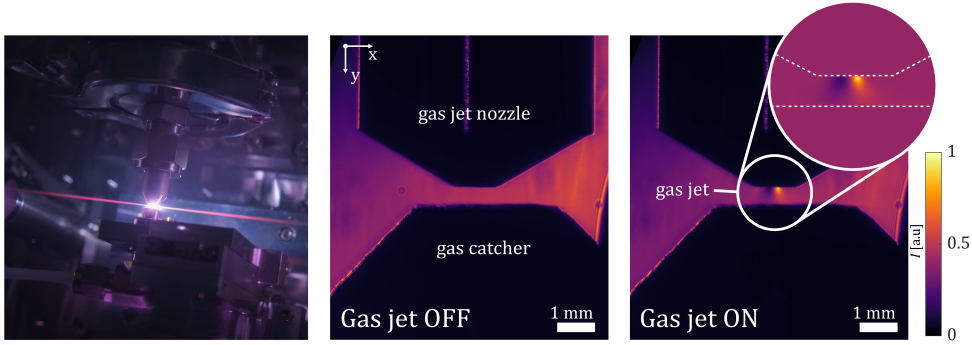 x
y
gas jet nozzle
gas catcher
Gas jet OFF
1 mm
gas jet
Gas jet ON
1 mm
1
0.5
0
I [a.u]